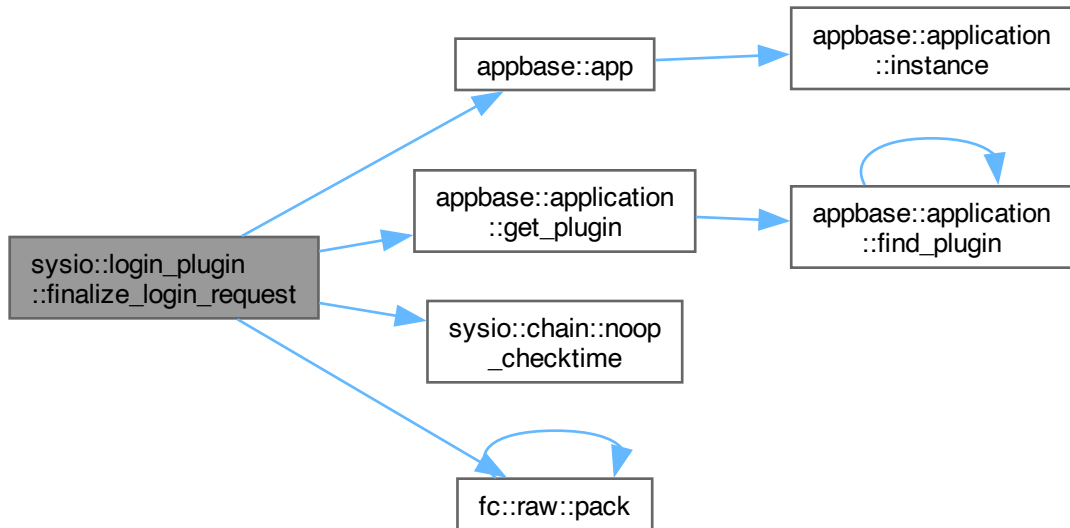 sysio::login_plugin
::finalize_login_request
appbase::app
appbase::application
::instance
appbase::application
::get_plugin
appbase::application
::find_plugin
sysio::chain::noop
_checktime
fc::raw::pack